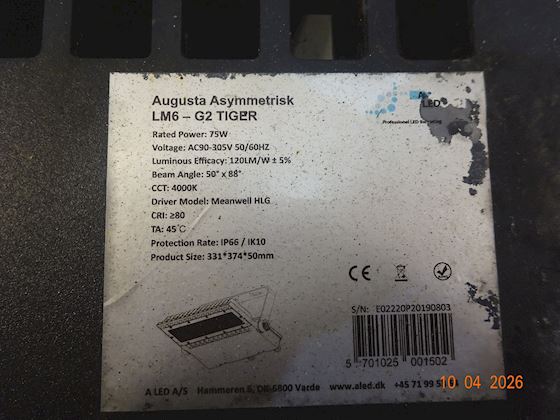 Augusta Asymmetrisk
LM6 – G2 TIGER
A
LED
Professionel LED Belysning
Rated Power: 75W
Voltage: AC90-305V 50/60HZ
Luminous Efficacy: 120LM/W ± 5%
Beam Angle: 50° x 88°
CCT: 4000K
Driver Model: Meanwell HLG
CRI: ≥80
TA: 45℃
Protection Rate: IP66 / IK10
Product Size: 331*374*50mm
CE
S/N: E02220P20190803
5 701025 001502
A LED A/S Hammeren 6, DK-6800 Varde www.aled.dk +45 71 99 5
10 04 2026